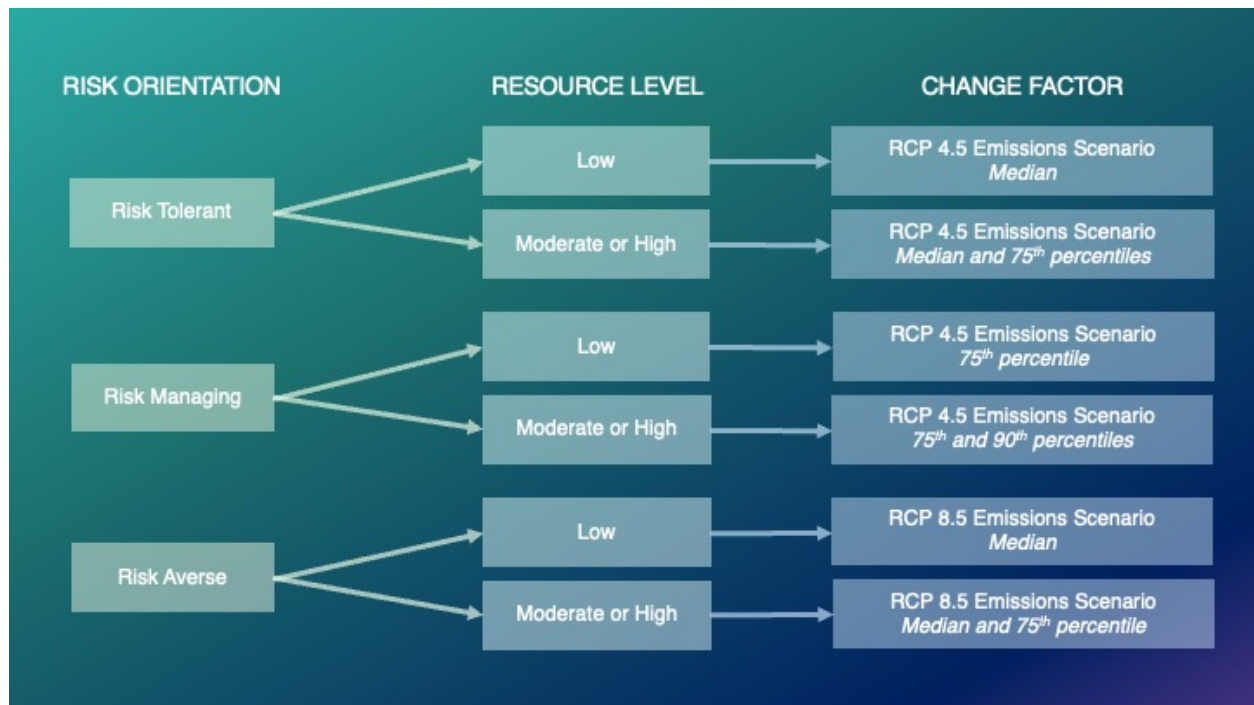 RISK ORIENTATION
RESOURCE LEVEL
CHANGE FACTOR
Risk Tolerant
Low
RCP 4.5 Emissions Scenario
Median
Moderate or High
RCP 4.5 Emissions Scenario
Median and 75th percentiles
Risk Managing
Low
RCP 4.5 Emissions Scenario
75th percentile
Moderate or High
RCP 4.5 Emissions Scenario
75th and 90th percentiles
Risk Averse
Low
RCP 8.5 Emissions Scenario
Median
Moderate or High
RCP 8.5 Emissions Scenario
Median and 75th percentile